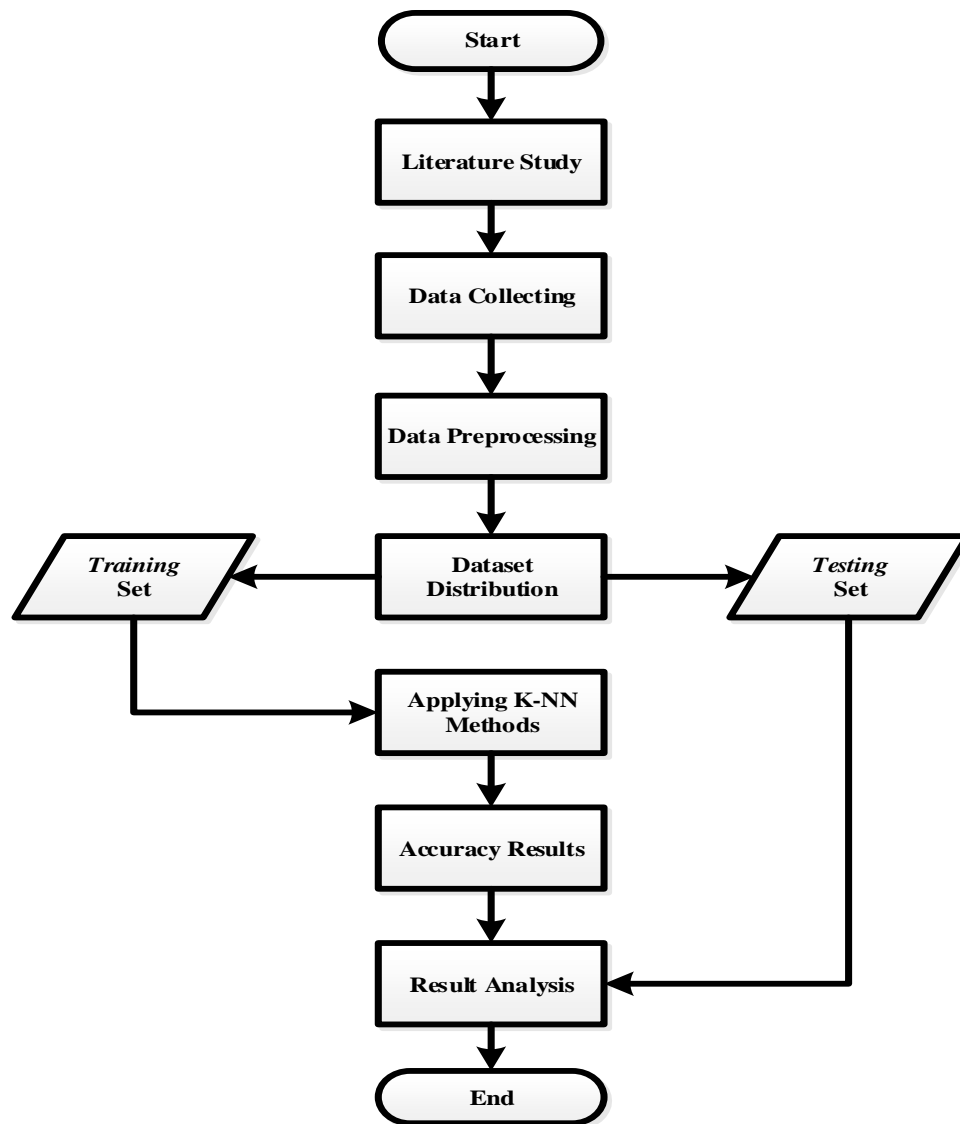 Start
Literature Study
Data Collecting
Data Preprocessing
Training
Set
Dataset
Distribution
Testing
Set
Applying K-NN
Methods
Accuracy Results
Result Analysis
End